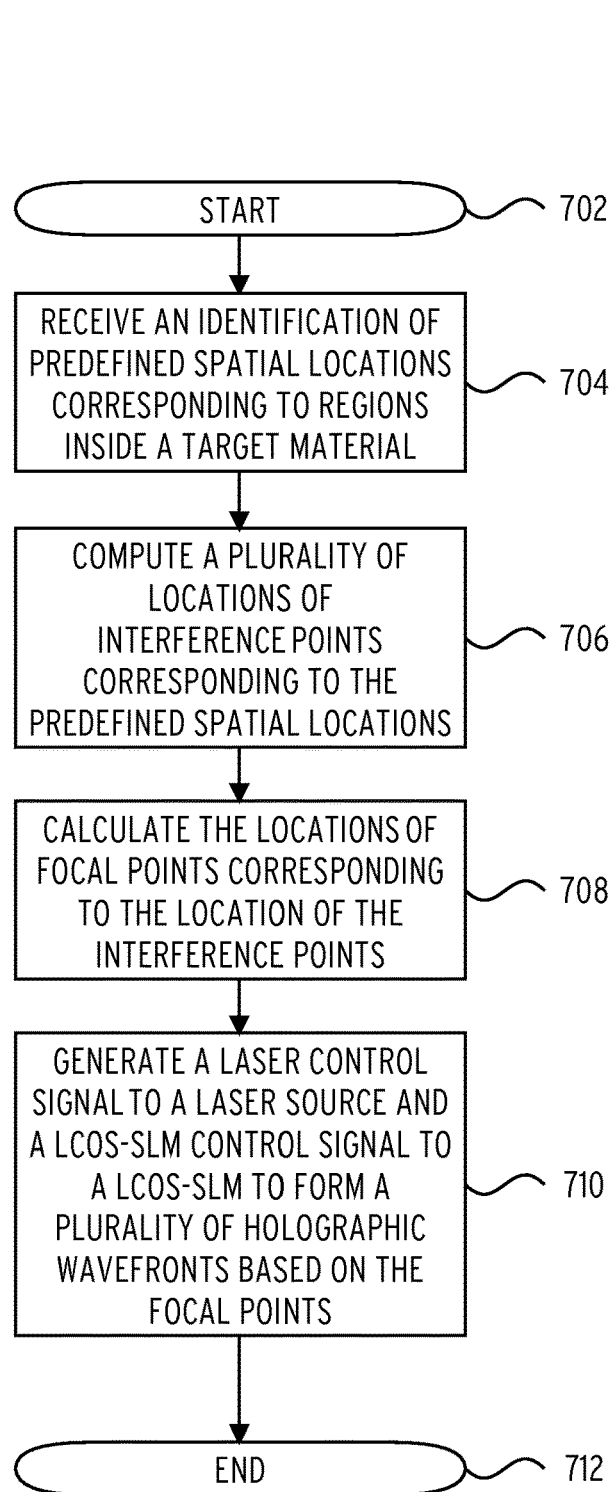 START
702
RECEIVE AN IDENTIFICATION OF
PREDEFINED SPATIAL LOCATIONS
CORRESPONDING TO REGIONS
INSIDE A TARGET MATERIAL
704
COMPUTE A PLURALITY OF
LOCATIONS OF
INTERFERENCE POINTS
CORRESPONDING TO THE
PREDEFINED SPATIAL LOCATIONS
706
CALCULATE THE LOCATIONS OF
FOCAL POINTS CORRESPONDING
TO THE LOCATION OF THE
INTERFERENCE POINTS
708
GENERATE A LASER CONTROL
SIGNAL TO A LASER SOURCE AND
A LCOS-SLM CONTROL SIGNAL TO
A LCOS-SLM TO FORM A
PLURALITY OF HOLOGRAPHIC
WAVEFRONTS BASED ON THE
FOCAL POINTS
710
END
712